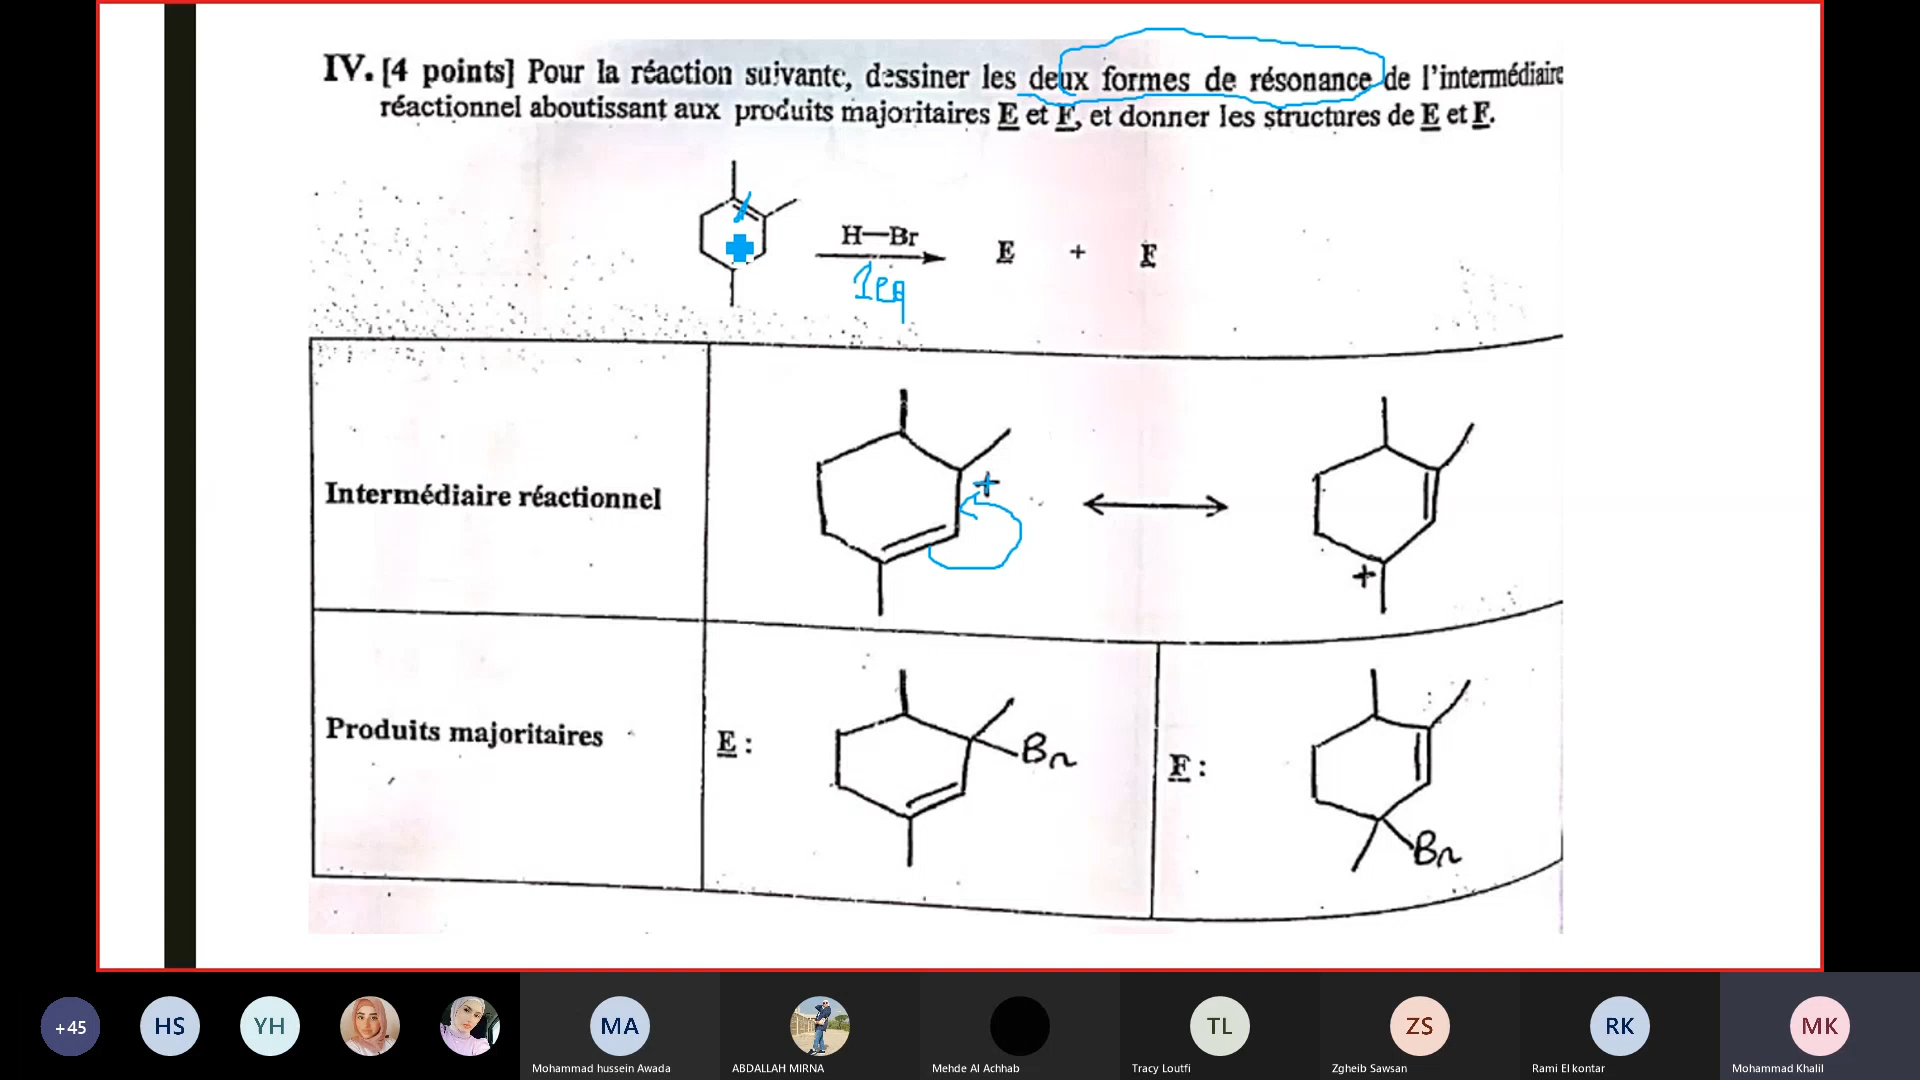 IV. [4 points] Pour la réaction suivante, dessiner les deux formes de résonance de l'intermédiaire
réactionnel aboutissant aux produits majoritaires E et F, et donner les structures de E et F.
H—Br
1eq
E + F
Intermédiaire réactionnel
+
+
Produits majoritaires
E :
Br
F :
Br
+45
HS
YH
MA
TL
ZS
RK
MK
Mohammad hussein Awada
ABDALLAH MIRNA
Mehde Al Achhab
Tracy Loutfi
Zgheib Sawsan
Rami El kontar
Mohammad Khalil